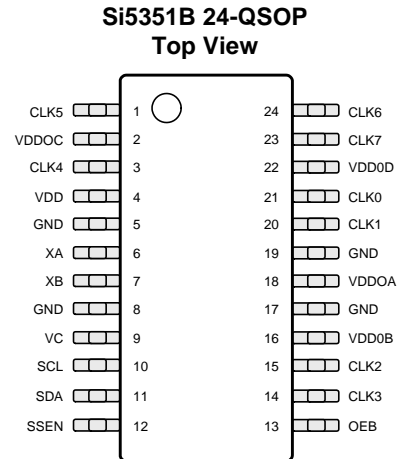 Si5351B 24-QSOP
Top View
CLK5 1 24 CLK6
VDDOC 2 23 CLK7
CLK4 3 22 VDD0D
VDD 4 21 CLK0
GND 5 20 CLK1
XA 6 19 GND
XB 7 18 VDDOA
GND 8 17 GND
VC 9 16 VDD0B
SCL 10 15 CLK2
SDA 11 14 CLK3
SSEN 12 13 OEB